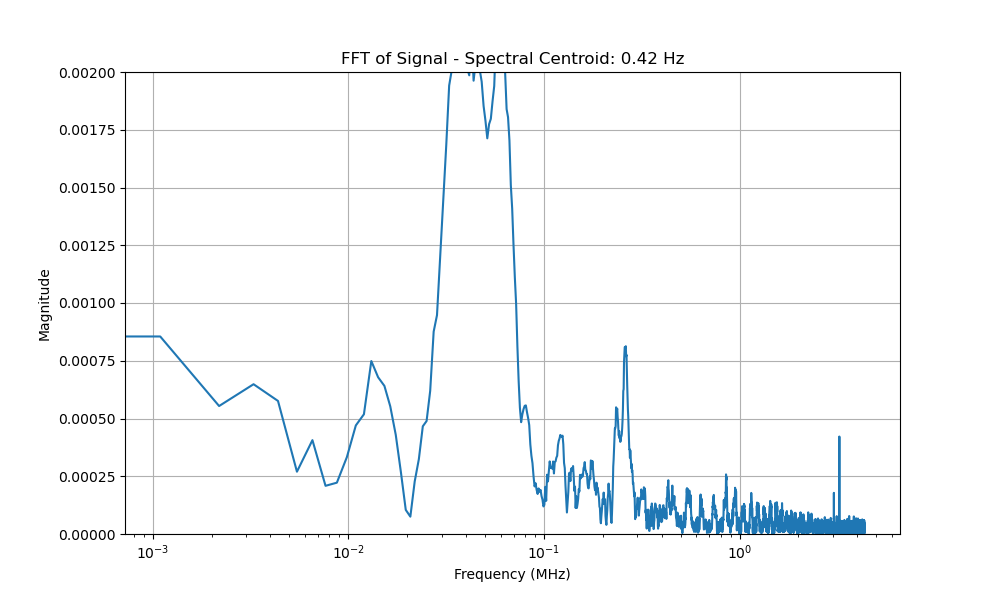 FFT of Signal - Spectral Centroid: 0.42 Hz
0.00200
0.00175
0.00150
0.00125
0.00100
0.00075
0.00050
0.00025
0.00000
Magnitude
10⁻³ 10⁻² 10⁻¹ 10⁰
Frequency (MHz)